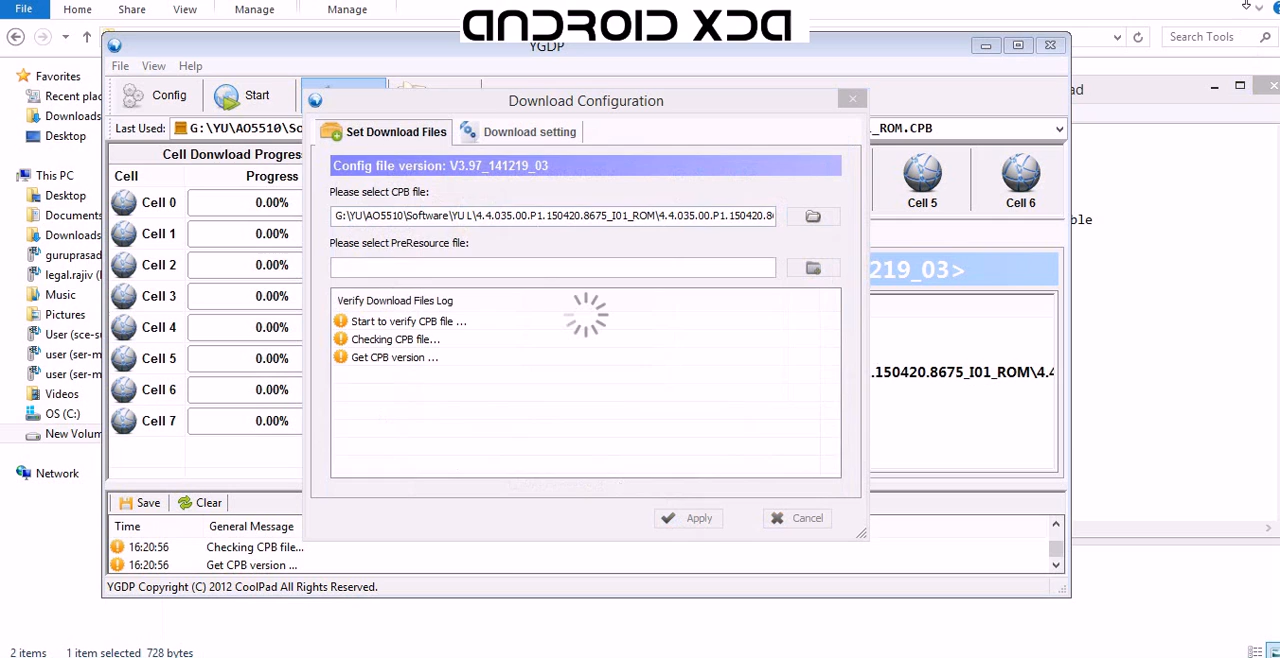 File Home Share View Manage Manage
ANDROID XDA
YGDP
Search Tools
File View Help
Config Start
Last Used: G:\YU\AO5510\So
_ROM.CPB
Cell Donwload Progres
Cell Progress
Cell 0 0.00%
Cell 1 0.00%
Cell 2 0.00%
Cell 3 0.00%
Cell 4 0.00%
Cell 5 0.00%
Cell 6 0.00%
Cell 7 0.00%
Favorites
Recent plac
Downloads
Desktop
This PC
Desktop
Documents
Downloads
guruprasad
legal.rajiv (
Music
Pictures
User (sce-s
user (ser-m
user (ser-m
Videos
OS (C:)
New Volum
Network
Download Configuration
Set Download Files Download setting
Config file version: V3.97_141219_03
Please select CPB file:
G:\YU\AO5510\Software\YU L\4.4.035.00.P1.150420.8675_I01_ROM\4.4.035.00.P1.150420.8
Please select PreResource file:
Verify Download Files Log
Start to verify CPB file ...
Checking CPB file...
Get CPB version ...
Apply Cancel
Cell 5 Cell 6
219_03>
.150420.8675_I01_ROM\4.4
ad
ble
Save Clear
Time General Message
16:20:56 Checking CPB file...
16:20:56 Get CPB version ...
YGDP Copyright (C) 2012 CoolPad All Rights Reserved.
2 items 1 item selected 728 bytes